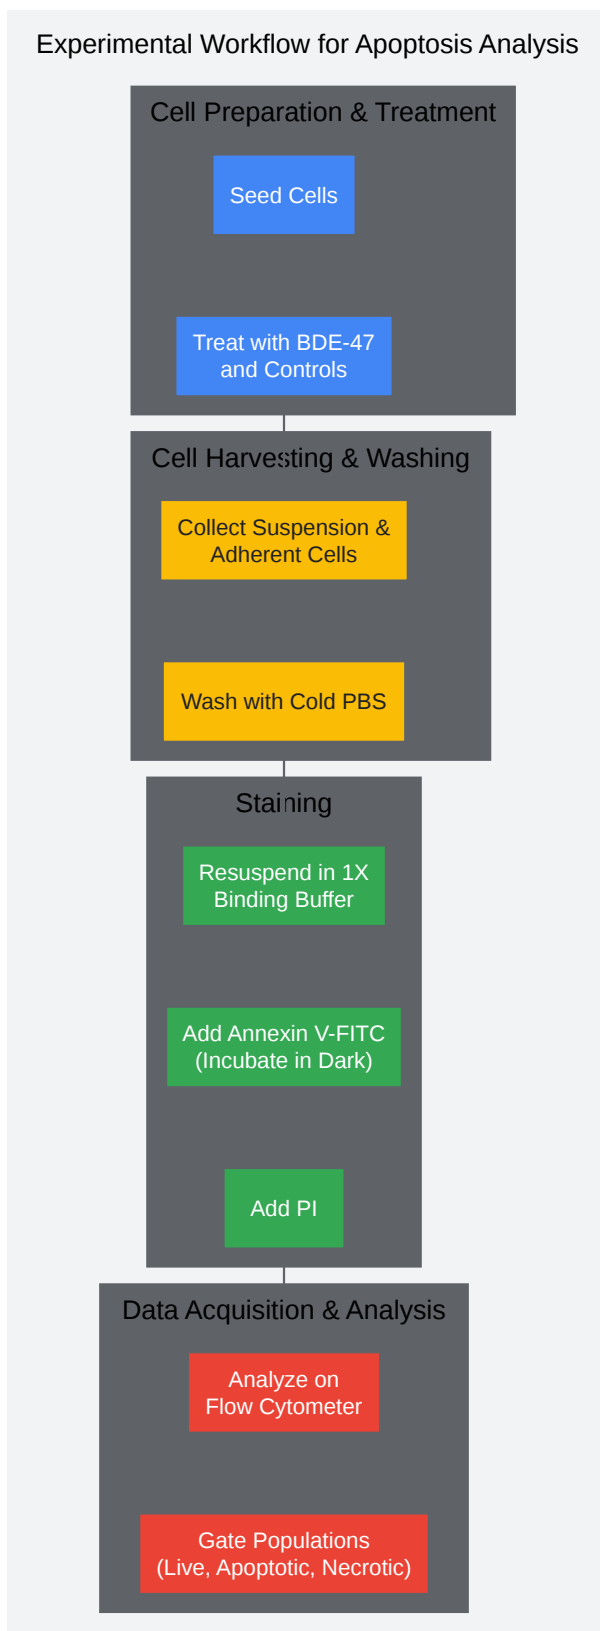 Experimental Workflow for Apoptosis Analysis
Cell Preparation & Treatment
Seed Cells
Treat with BDE-47
and Controls
Cell Harvesting & Washing
Collect Suspension &
Adherent Cells
Wash with Cold PBS
Staining
Resuspend in 1X
Binding Buffer
Add Annexin V-FITC
(Incubate in Dark)
Add PI
Data Acquisition & Analysis
Analyze on
Flow Cytometer
Gate Populations
(Live, Apoptotic, Necrotic)